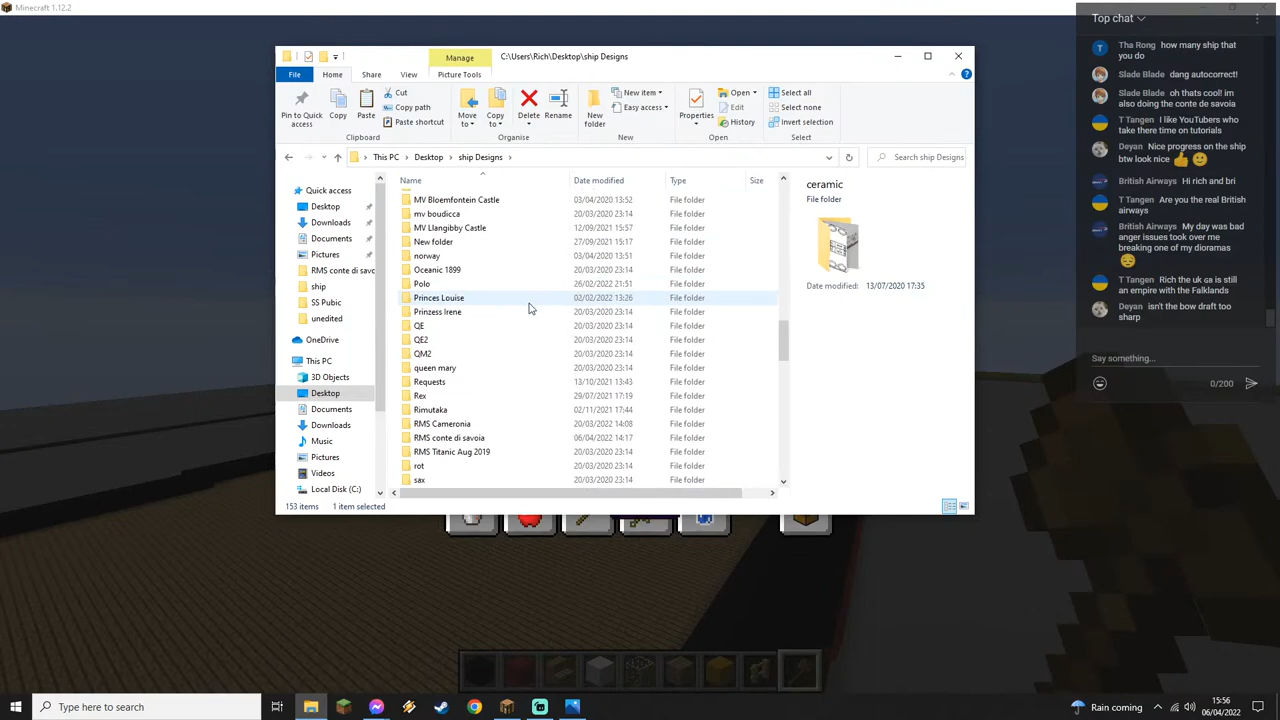 Minecraft 1.12.2
Manage
C:\Users\Rich\Desktop\ship Designs
File
Home
Share
View
Picture Tools
Pin to Quick access
Copy
Paste
Cut
Copy path
Paste shortcut
Clipboard
Move to
Copy to
Delete
Rename
Organise
New folder
New item
Easy access
New
Properties
Open
Edit
History
Open
Select all
Select none
Invert selection
Select
This PC
Desktop
ship Designs
Search ship Designs
Quick access
Desktop
Downloads
Documents
Pictures
RMS conte di savo
ship
SS Pubic
unedited
OneDrive
This PC
3D Objects
Desktop
Documents
Downloads
Music
Pictures
Videos
Local Disk (C:)
Name Date modified Type Size
MV Bloemfontein Castle 03/04/2020 13:52 File folder
mv boudicca 20/03/2020 23:14 File folder
MV Llangibby Castle 12/09/2021 15:57 File folder
New folder 27/09/2021 15:17 File folder
norway 03/04/2020 13:51 File folder
Oceanic 1899 20/03/2020 23:14 File folder
Polo 26/02/2022 21:51 File folder
Princes Louise 02/02/2022 13:26 File folder
Prinzess Irene 20/03/2020 23:14 File folder
QE 20/03/2020 23:14 File folder
QE2 20/03/2020 23:14 File folder
QM2 20/03/2020 23:14 File folder
queen mary 20/03/2020 23:14 File folder
Requests 13/10/2021 13:43 File folder
Rex 29/07/2021 17:19 File folder
Rimutaka 02/11/2021 17:44 File folder
RMS Cameronia 20/03/2022 14:08 File folder
RMS conte di savoia 06/04/2022 14:17 File folder
RMS Titanic Aug 2019 20/03/2020 23:14 File folder
rot 20/03/2020 23:14 File folder
sax 20/03/2020 23:14 File folder
ceramic
File folder
Date modified: 13/07/2020 17:35
153 items 1 item selected
Top chat
Tha Rong how many ship that
you do
Slade Blade dang autocorrect!
Slade Blade oh thats cool! im
also doing the conte de savoia
T Tangen I like YouTubers who
take there time on tutorials
Deyan Nice progress on the ship
btw look nice 👍🙂
British Airways Hi rich and bri
T Tangen Are you the real British
airways
British Airways My day was bad
anger issues took over me
breaking one of my dioramas
😔
T Tangen Rich the uk 🇬🇧 is still
an empire with the Falklands
Deyan isn't the bow draft too
sharp
Say something...
0/200
Type here to search
Rain coming
15:56
06/04/2022